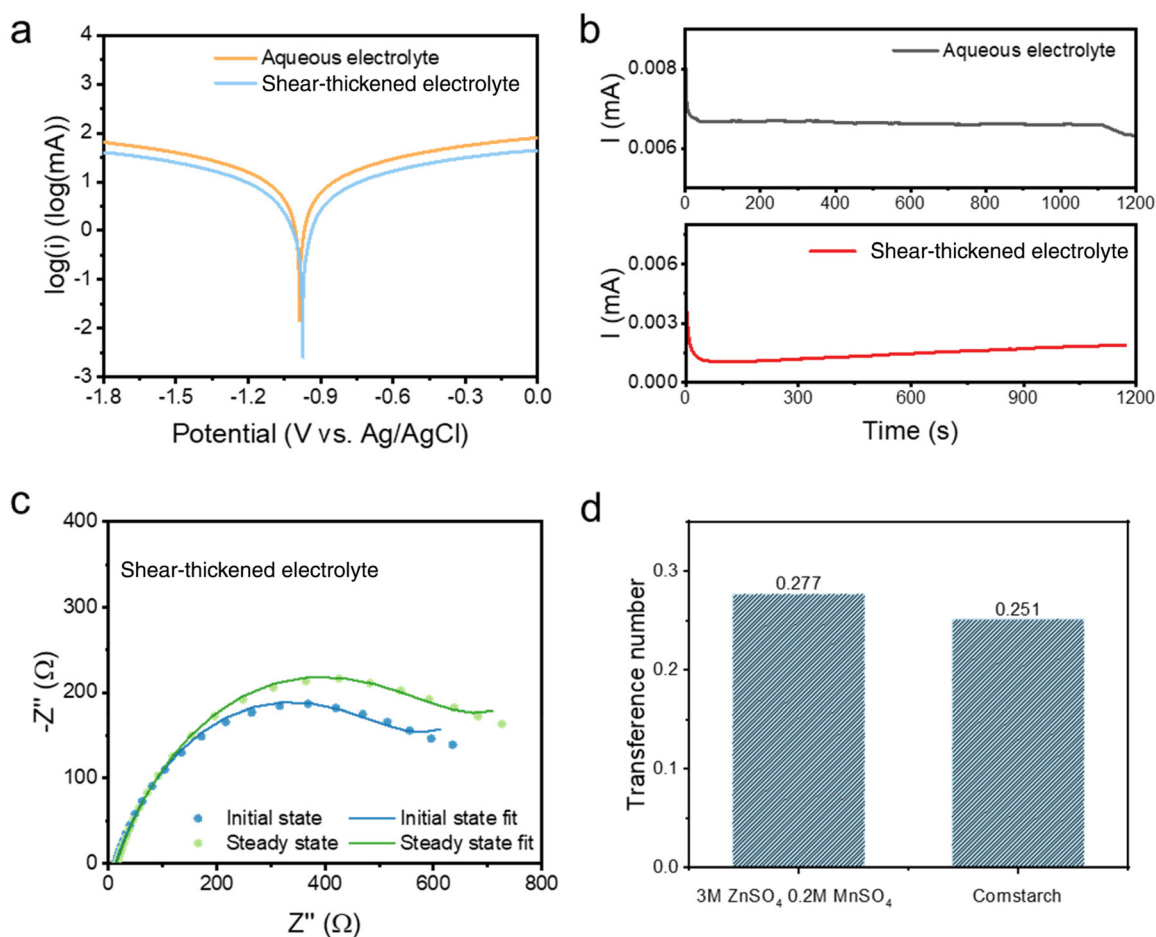 a
Aqueous electrolyte
Shear-thickened electrolyte
4
3
2
1
0
-1
-2
-3
log(i) (log(mA))
-1.8 -1.5 -1.2 -0.9 -0.6 -0.3 0.0
Potential (V vs. Ag/AgCl)
b
Aqueous electrolyte
0.008
0.006
I (mA)
0 200 400 600 800 1000 1200
Shear-thickened electrolyte
0.006
0.003
0.000
I (mA)
0 300 600 900 1200
Time (s)
c
Shear-thickened electrolyte
400
300
200
100
0
-Z'' (Ω)
Initial state Initial state fit
Steady state Steady state fit
0 200 400 600 800
Z'' (Ω)
d
0.3
0.2
0.1
0.0
Transference number
0.277
0.251
3M ZnSO₄ 0.2M MnSO₄ Cornstarch